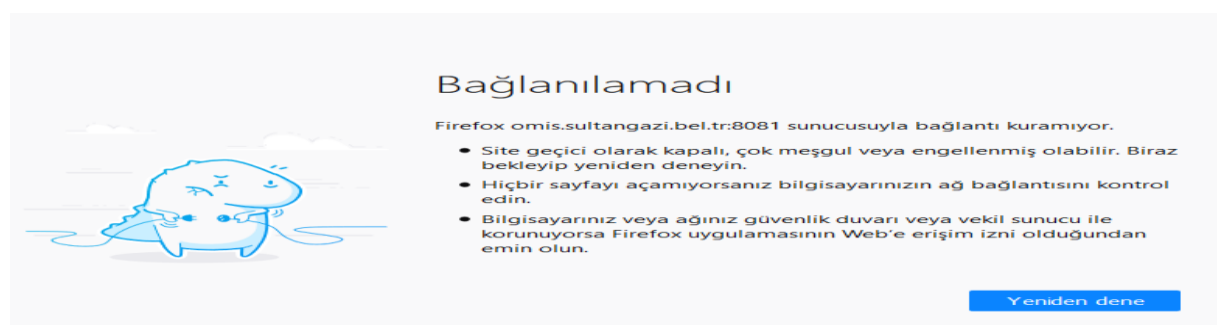 Bağlanılamadı
Firefox omis.sultangazi.bel.tr:8081 sunucusuyla bağlantı kuramıyor.
• Site geçici olarak kapalı, çok meşgul veya engellenmiş olabilir. Biraz
bekleyip yeniden deneyin.
• Hiçbir sayfayı açamıyorsanız bilgisayarınızın ağ bağlantısını kontrol
edin.
• Bilgisayarınız veya ağınız güvenlik duvarı veya vekil sunucu ile
korunuyorsa Firefox uygulamasının Web'e erişim izni olduğundan
emin olun.
Yeniden dene